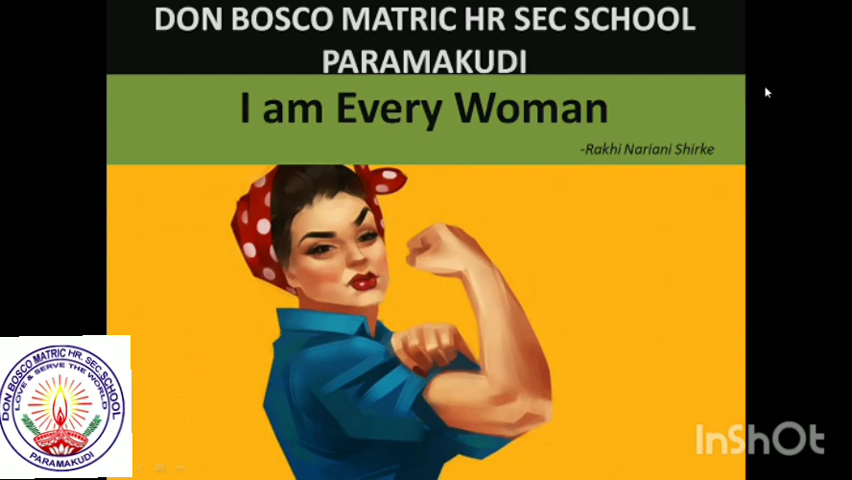 DON BOSCO MATRIC HR SEC SCHOOL
PARAMAKUDI
I am Every Woman
-Rakhi Nariani Shirke
DON BOSCO MATRIC HR. SEC. SCHOOL
LOVE & SERVE THE WORLD
PARAMAKUDI
InShOt